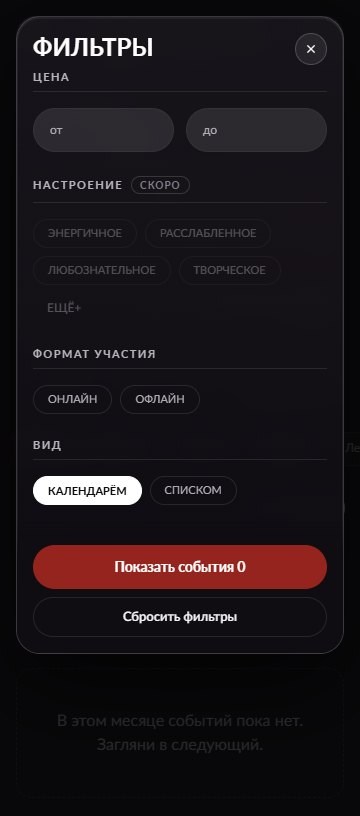 ФИЛЬТРЫ
×
ЦЕНА
от
до
НАСТРОЕНИЕ СКОРО
ЭНЕРГИЧНОЕ
РАССЛАБЛЕННОЕ
ЛЮБОЗНАТЕЛЬНОЕ
ТВОРЧЕСКОЕ
ЕЩЁ+
ФОРМАТ УЧАСТИЯ
ОНЛАЙН
ОФЛАЙН
ВИД
КАЛЕНДАРЁМ
СПИСКОМ
Показать события 0
Сбросить фильтры
В этом месяце событий пока нет.
Загляни в следующий.